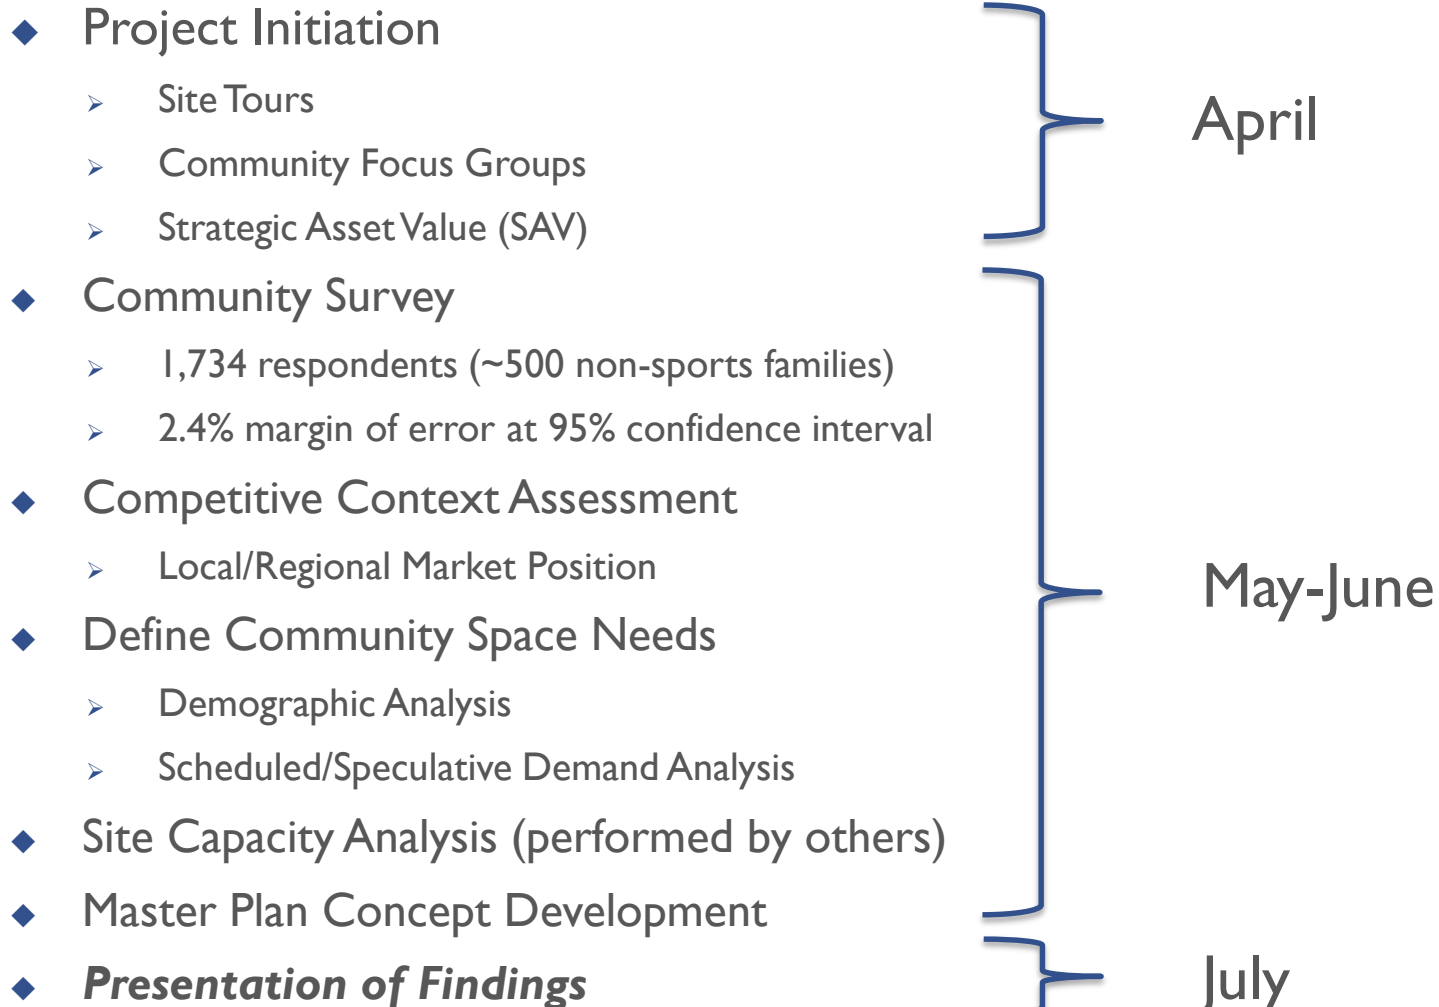 Project Initiation
Site Tours
Community Focus Groups
Strategic Asset Value (SAV)
April
Community Survey
1,734 respondents (~500 non-sports families)
2.4% margin of error at 95% confidence interval
Competitive Context Assessment
Local/Regional Market Position
Define Community Space Needs
Demographic Analysis
Scheduled/Speculative Demand Analysis
Site Capacity Analysis (performed by others)
Master Plan Concept Development
May-June
Presentation of Findings
July